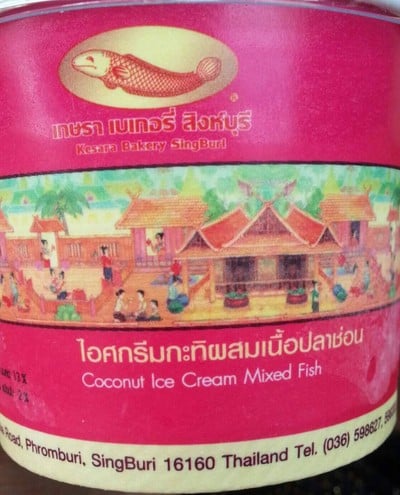 เกษรา เบเกอรี่ สิงห์บุรี
Kesara Bakery SingBuri
ไอศกรีมกะทิผสมเนื้อปลาช่อน
Coconut Ice Cream Mixed Fish
13 %
2 %
Road, Phromburi, SingBuri 16160 Thailand Tel. (036) 598627,